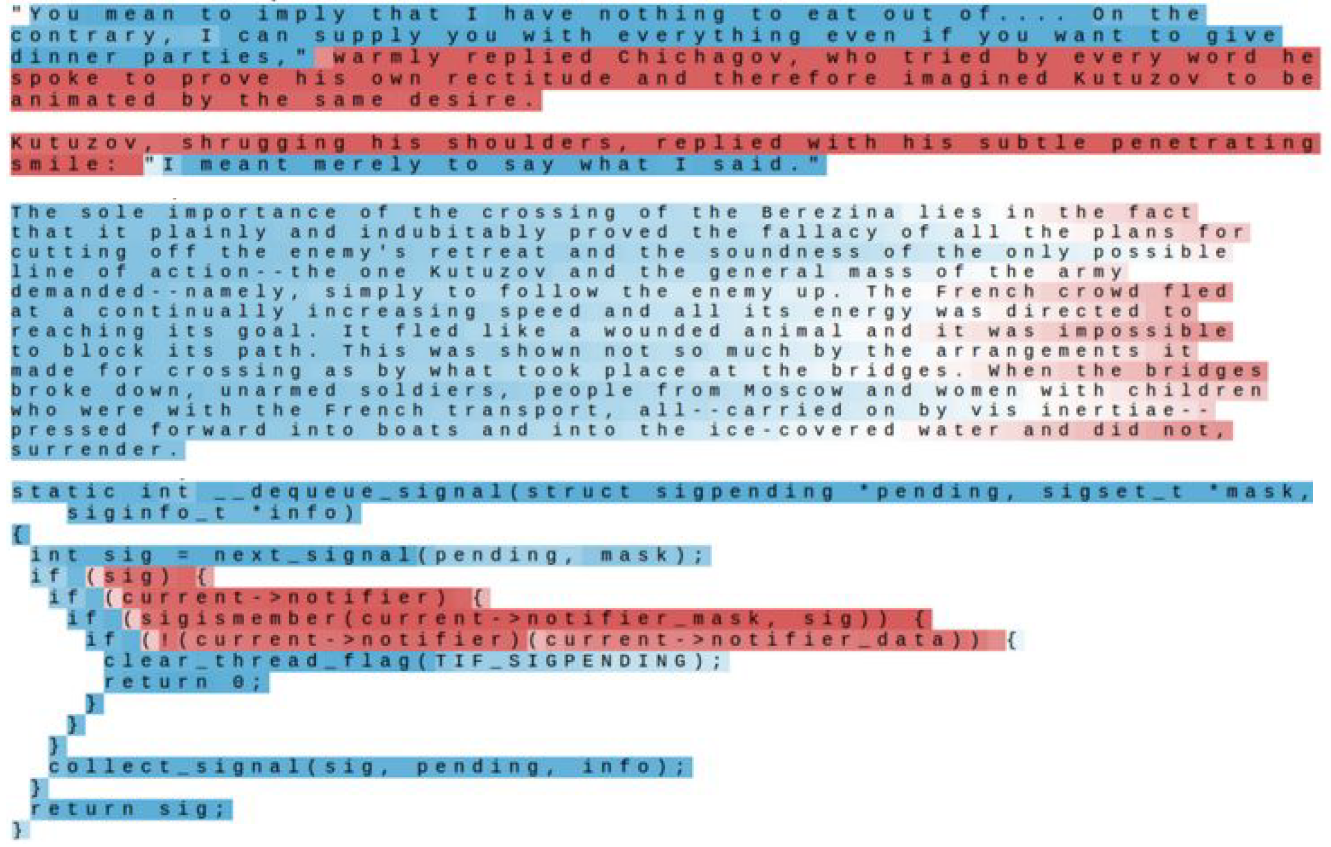 "You mean to imply that I have nothing to eat out of.... On the
contrary, I can supply you with everything even if you want to give
dinner parties," warmly replied Chichagov, who tried by every word he
spoke to prove his own rectitude and therefore imagined Kutuzov to be
animated by the same desire.
Kutuzov, shrugging his shoulders, replied with his subtle penetrating
smile: "I meant merely to say what I said."
The sole importance of the crossing of the Berezina lies in the fact
that it plainly and indubitably proved the fallacy of all the plans for
cutting off the enemy's retreat and the soundness of the only possible
line of action--the one Kutuzov and the general mass of the army
demanded--namely, simply to follow the enemy up. The French crowd fled
at a continually increasing speed and all its energy was directed to
reaching its goal. It fled like a wounded animal and it was impossible
to block its path. This was shown not so much by the arrangements it
made for crossing as by what took place at the bridges. When the bridges
broke down, unarmed soldiers, people from Moscow and women with children
who were with the French transport, all--carried on by vis inertiae--
pressed forward into boats and into the ice-covered water and did not,
surrender.
static int __dequeue_signal(struct sigpending *pending, sigset_t *mask,
siginfo_t *info)
{
int sig = next_signal(pending, mask);
if (sig) {
if (current->notifier) {
if (sigismember(current->notifier_mask, sig)) {
if (!(current->notifier)(current->notifier_data)) {
clear_thread_flag(TIF_SIGPENDING);
return 0;
}
}
}
collect_signal(sig, pending, info);
}
return sig;
}